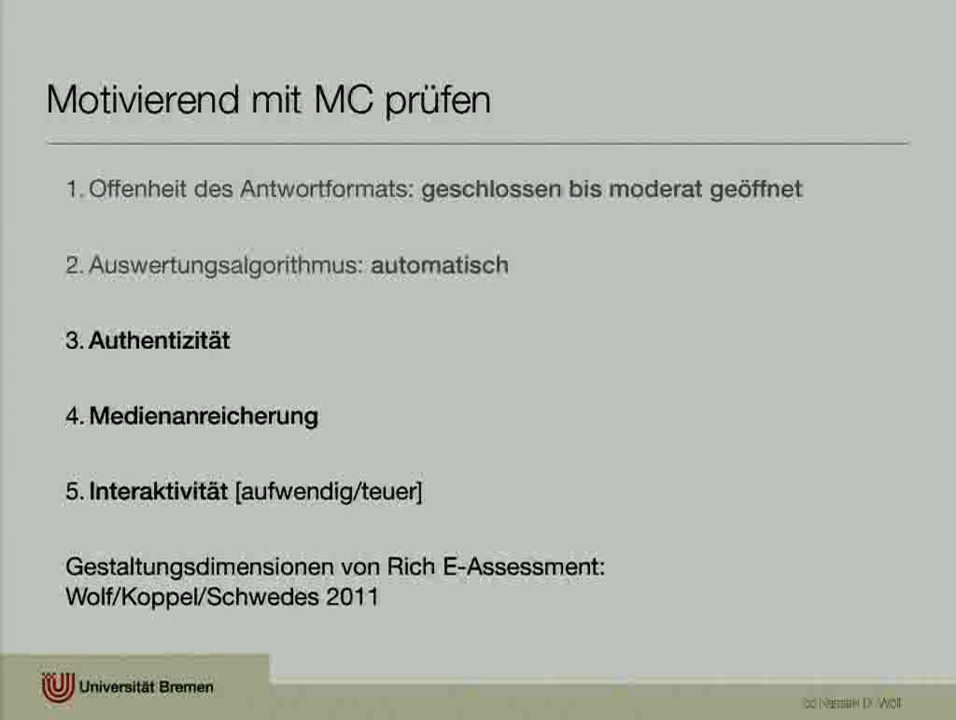 Motivierend mit MC prüfen
1. Offenheit des Antwortformats: geschlossen bis moderat geöffnet
2. Auswertungsalgorithmus: automatisch
3. Authentizität
4. Medienanreicherung
5. Interaktivität [aufwendig/teuer]
Gestaltungsdimensionen von Rich E-Assessment:
Wolf/Koppel/Schwedes 2011
Universität Bremen